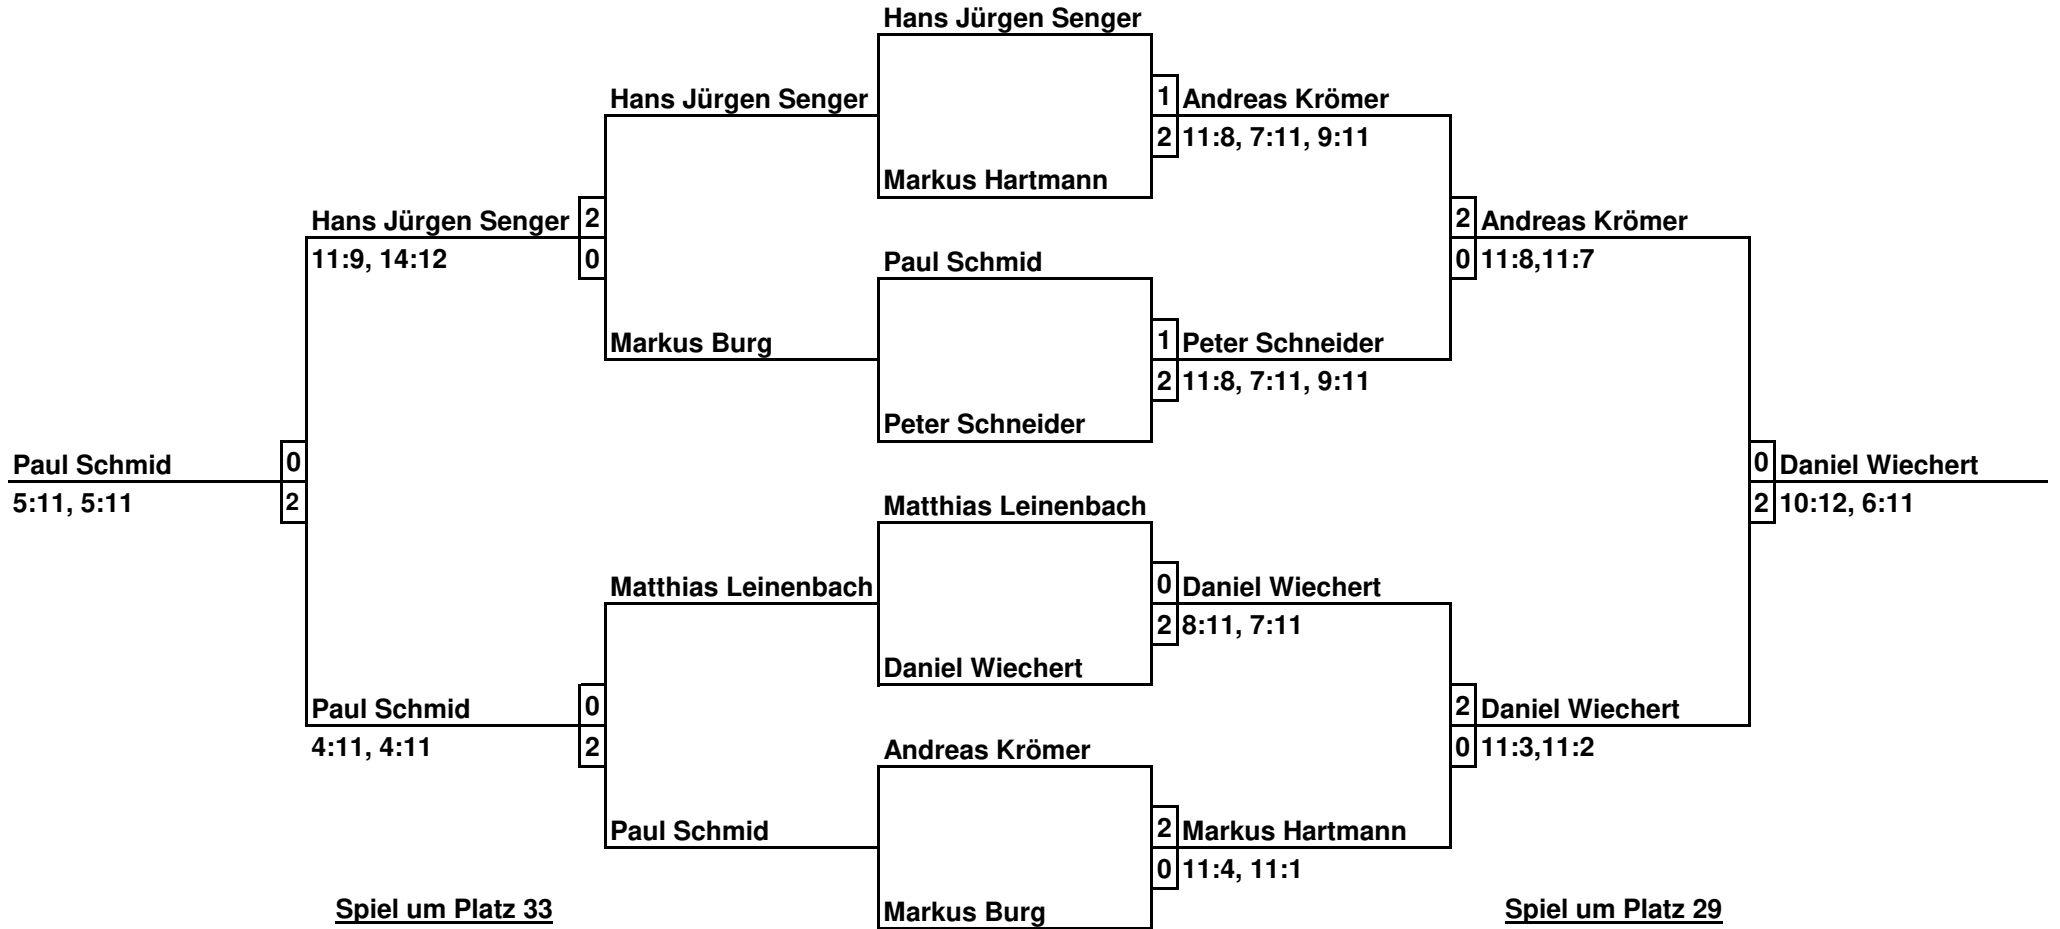 Hans Jürgen Senger
Hans Jürgen Senger 1 Andreas Krömer
2 11:8, 7:11, 9:11
Markus Hartmann
Hans Jürgen Senger 2 2 Andreas Krömer
11:9, 14:12 0 Paul Schmid 0 11:8,11:7
Markus Burg 1 Peter Schneider
2 11:8, 7:11, 9:11
Peter Schneider
Paul Schmid 0 0 Daniel Wiechert
5:11, 5:11 2 Matthias Leinenbach 2 10:12, 6:11
Matthias Leinenbach 0 Daniel Wiechert
2 8:11, 7:11
Daniel Wiechert
Paul Schmid 0 2 Daniel Wiechert
4:11, 4:11 2 Andreas Krömer 0 11:3,11:2
Paul Schmid 2 Markus Hartmann
0 11:4, 11:1
Spiel um Platz 33 Markus Burg Spiel um Platz 29